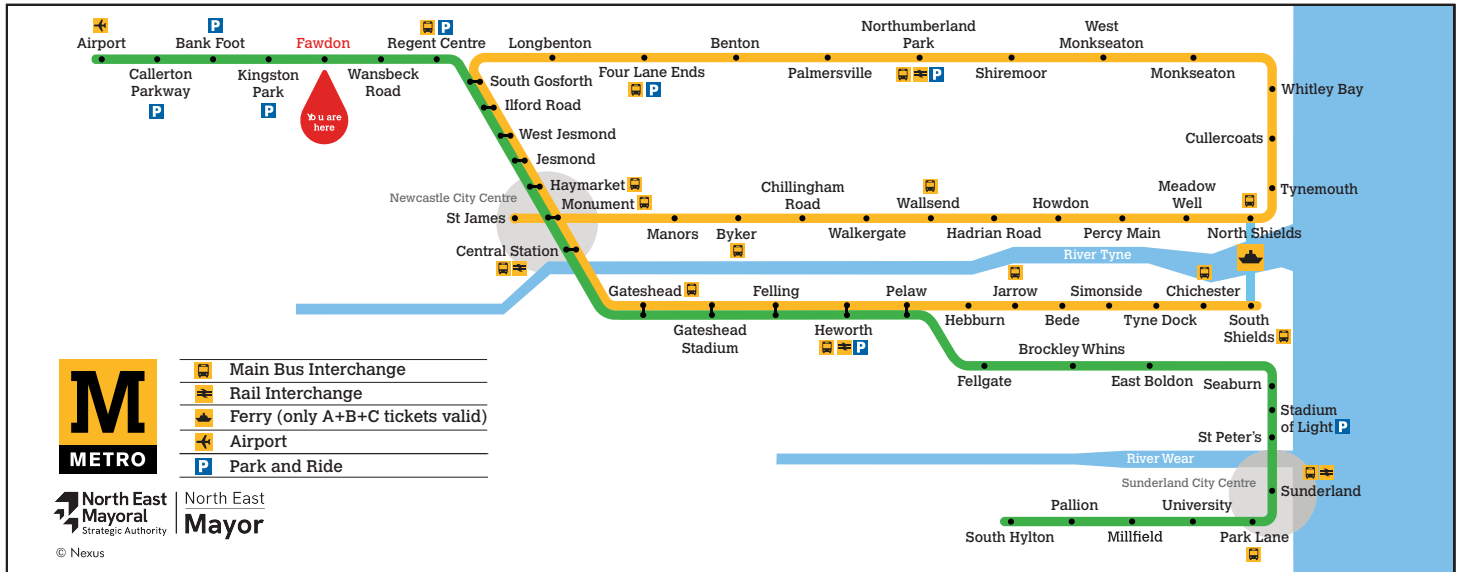 Airport
Callerton
Parkway
Bank Foot
Kingston
Park
Fawdon
You are
here
Wansbeck
Road
Regent Centre
Longbenton
Four Lane Ends
Benton
Palmersville
Northumberland
Park
Shiremoor
West
Monkseaton
Monkseaton
South Gosforth
Whitley Bay
Ilford Road
West Jesmond
Cullercoats
Jesmond
Haymarket
Tynemouth
Newcastle City Centre
Monument
St James
Manors
Byker
Chillingham
Road
Walkergate
Wallsend
Hadrian Road
Howdon
Percy Main
Meadow
Well
North Shields
Central Station
River Tyne
Gateshead
Gateshead
Stadium
Felling
Heworth
Pelaw
Hebburn
Jarrow
Bede
Simonside
Tyne Dock
Chichester
South
Shields
Brockley Whins
Fellgate
East Boldon
Seaburn
Stadium
of Light
St Peter's
River Wear
Sunderland City Centre
Sunderland
South Hylton
Pallion
Millfield
University
Park Lane
M
METRO
Main Bus Interchange
Rail Interchange
Ferry (only A+B+C tickets valid)
Airport
P Park and Ride
North East
Mayoral
Strategic Authority
North East
Mayor
© Nexus